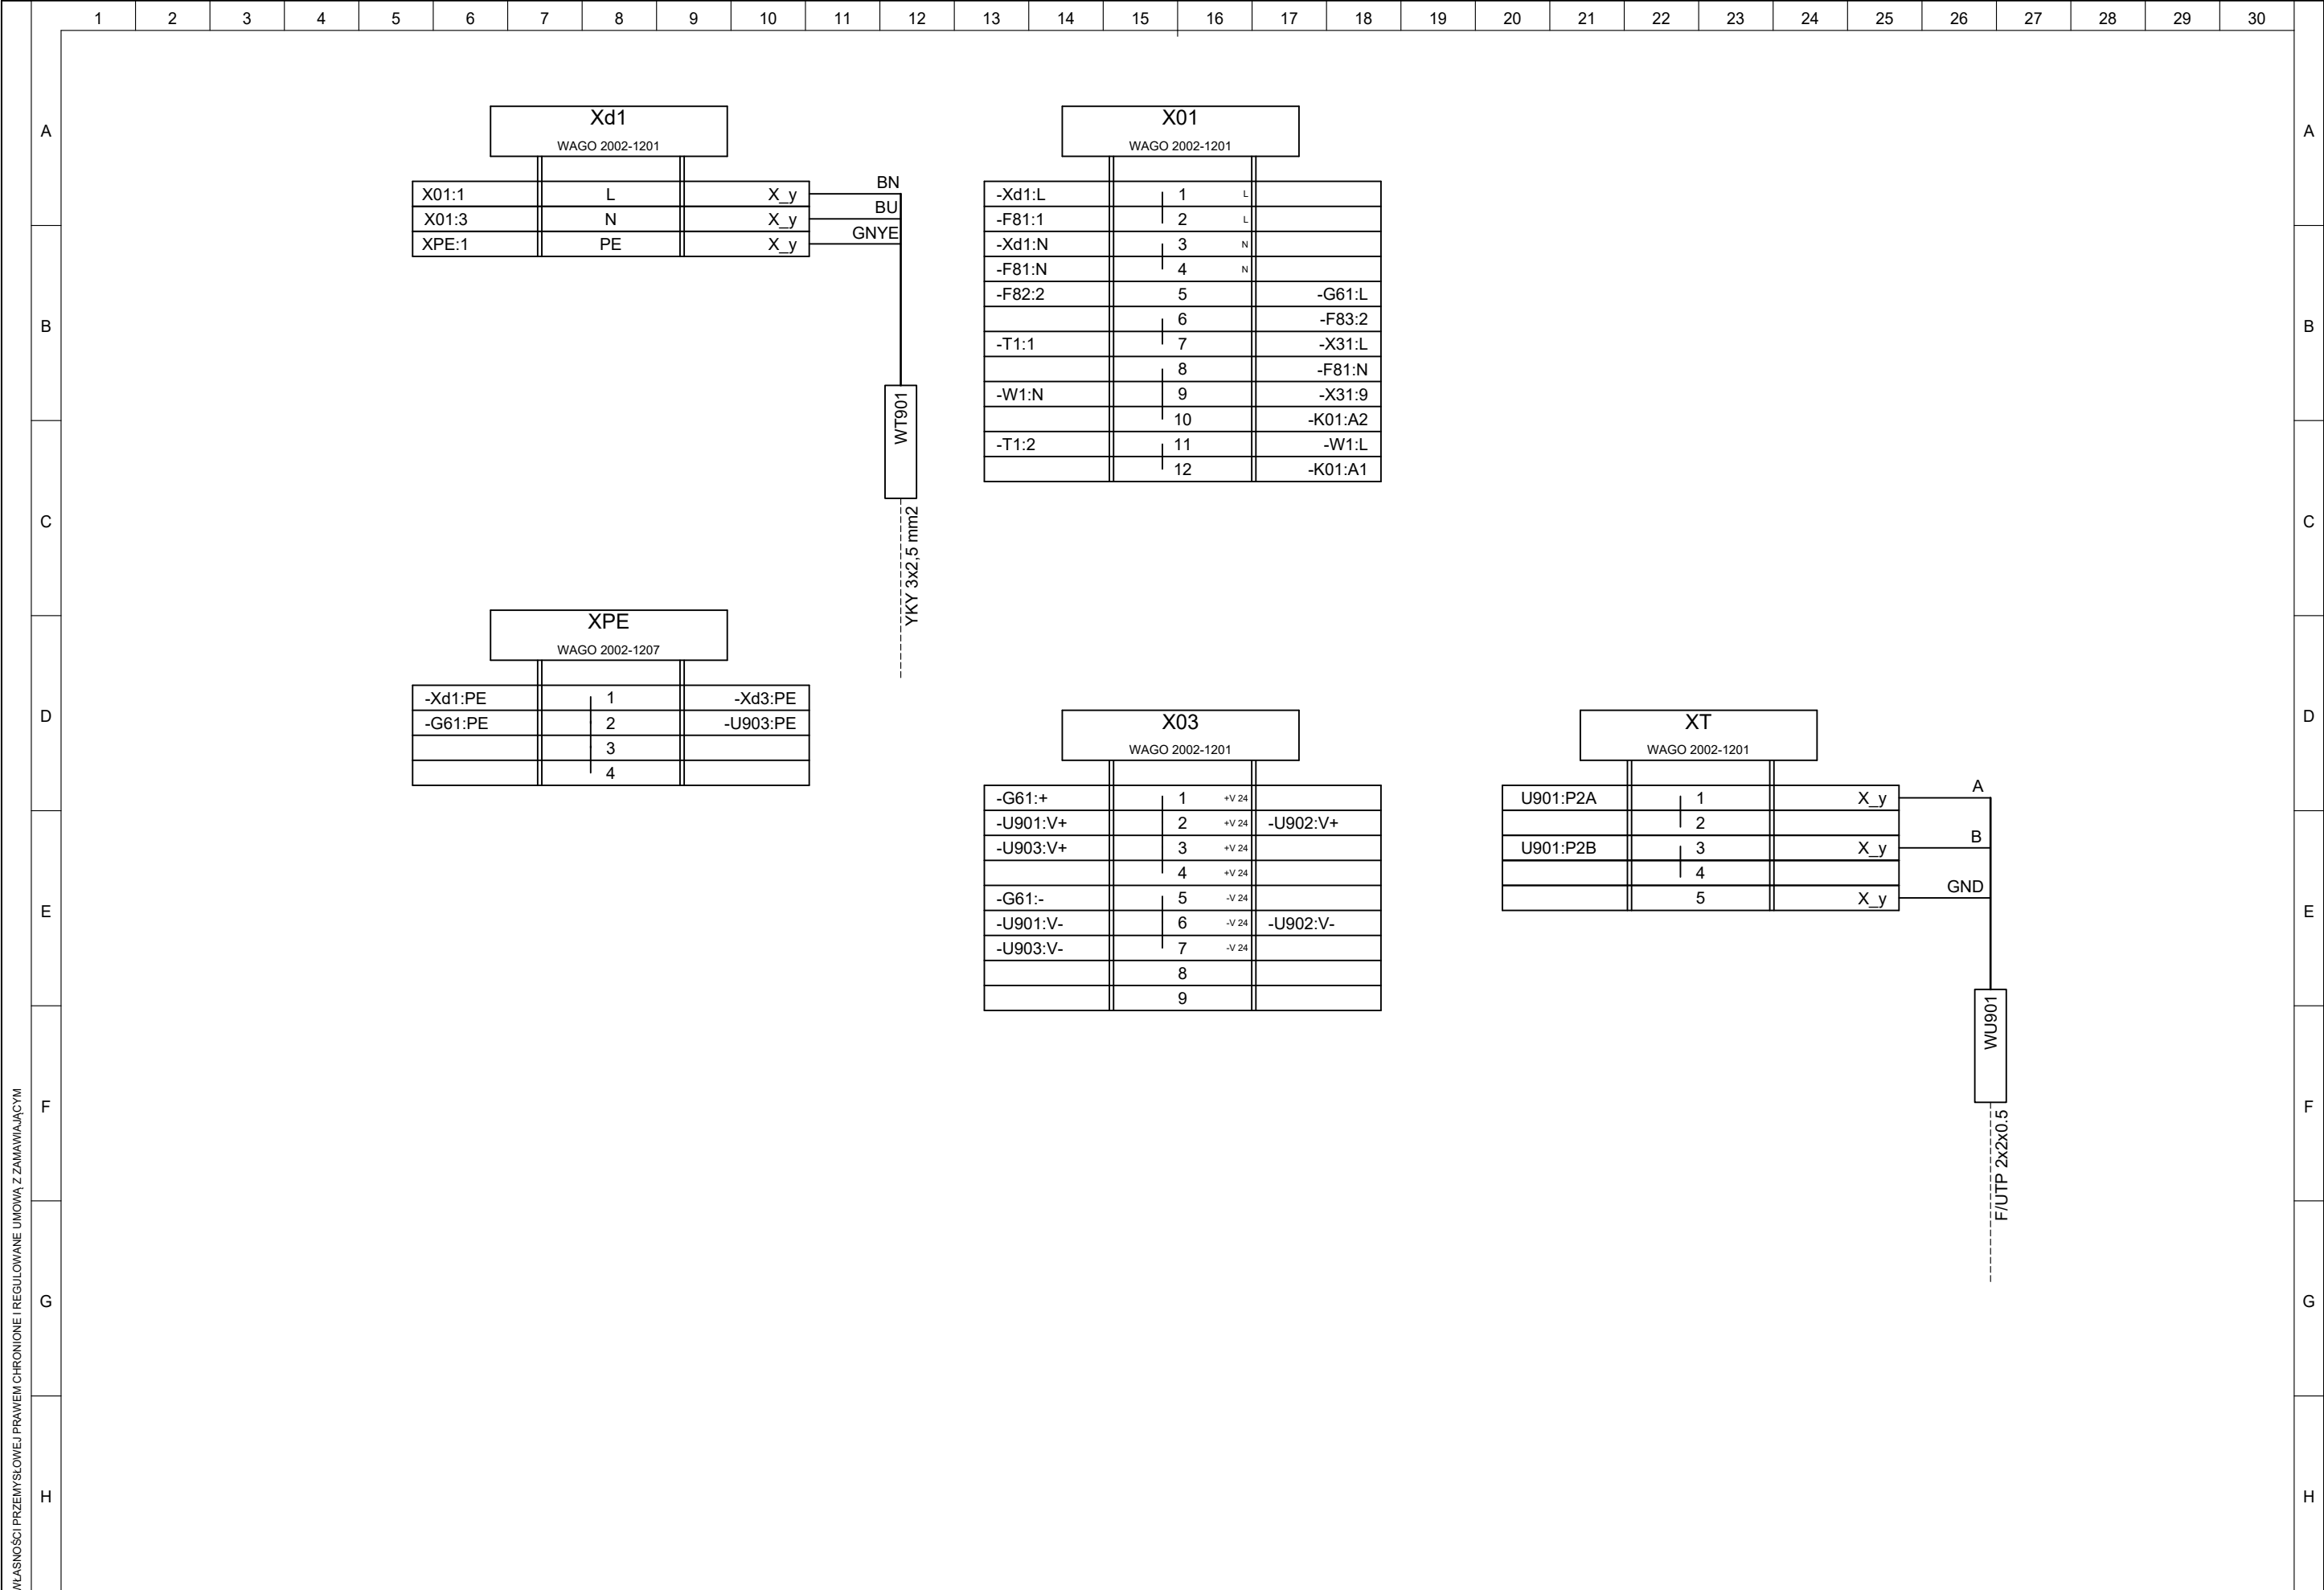 1 2 3 4 5 6 7 8 9 10 11 12 13 14 15 16 17 18 19 20 21 22 23 24 25 26 27 28 29 30
A A
B B
C C
D D
E E
F F
G G
H H
Xd1
WAGO 2002-1201
X01:1 L X_y BN
X01:3 N X_y BU
XPE:1 PE X_y GNYE
WT901
YKY 3x2,5 mm2
X01
WAGO 2002-1201
-Xd1:L 1 L
-F81:1 2 L
-Xd1:N 3 N
-F81:N 4 N
-F82:2 5 -G61:L
6 -F83:2
-T1:1 7 -X31:L
8 -F81:N
-W1:N 9 -X31:9
10 -K01:A2
-T1:2 11 -W1:L
12 -K01:A1
XPE
WAGO 2002-1207
-Xd1:PE 1 -Xd3:PE
-G61:PE 2 -U903:PE
3
4
X03
WAGO 2002-1201
-G61:+ 1 +V 24
-U901:V+ 2 +V 24 -U902:V+
-U903:V+ 3 +V 24
4 +V 24
-G61:- 5 -V 24
-U901:V- 6 -V 24 -U902:V-
-U903:V- 7 -V 24
8
9
XT
WAGO 2002-1201
U901:P2A 1 X_y A
2
U901:P2B 3 X_y B
4
5 X_y GND
WU901
F/UTP 2x2x0.5
WŁASNOŚCI PRZEMYSŁOWEJ PRAWEM CHRONIONE I REGULOWANE UMOWĄ Z ZAMAWIAJĄCYM